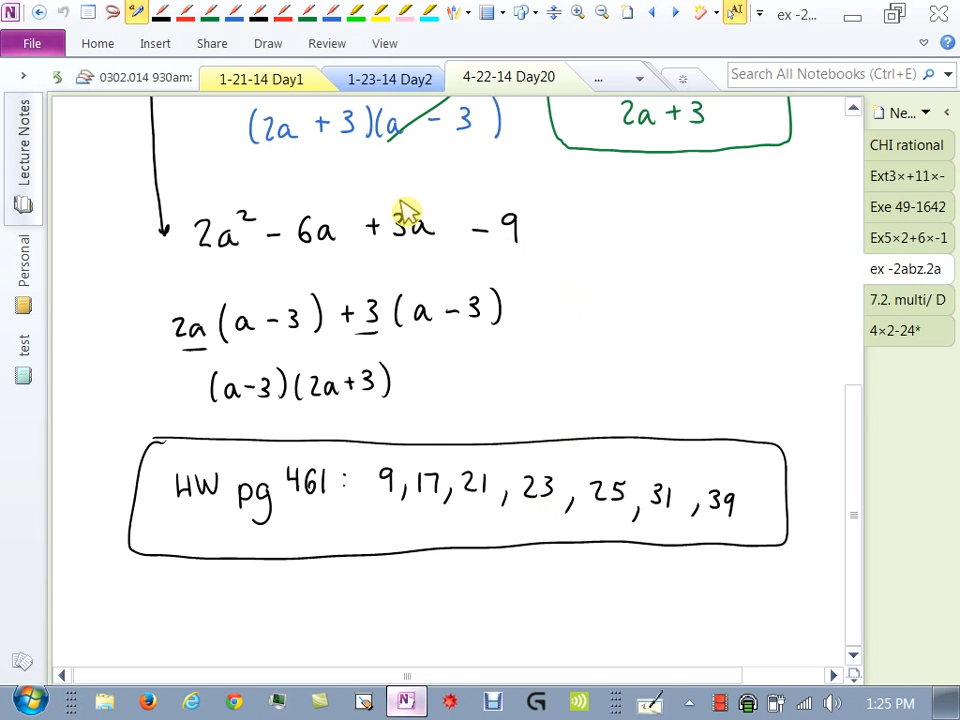 ex -2...
File
Home
Insert
Share
Draw
Review
View
0302.014 930am:
1-21-14 Day1
1-23-14 Day2
4-22-14 Day20
...
Search All Notebooks (Ctrl+E)
Lecture Notes
Personal
test
(2a + 3)(a - 3)
2a + 3
2a² - 6a + 3a - 9
2a(a - 3) + 3(a - 3)
(a-3)(2a+3)
HW pg 461: 9, 17, 21, 23, 25, 31, 39
Ne...
CHI rational
Ext3×+11×-
Exe 49-1642
Ex5×2+6×-1
ex -2abz.2a
7.2. multi/ D
4×2-24*
1:25 PM